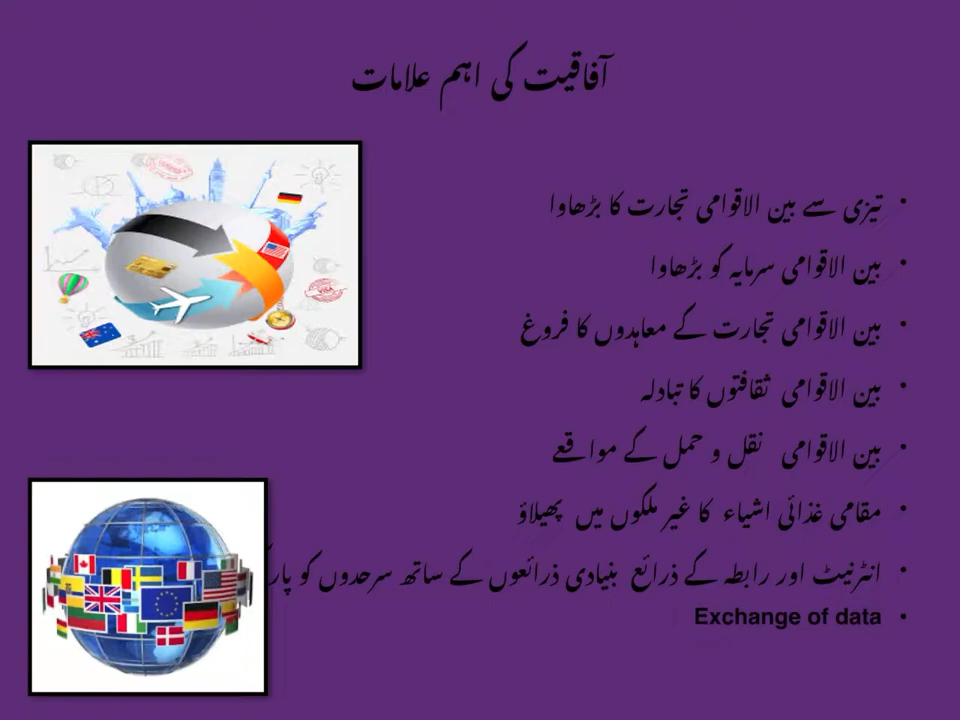 آفاقیت کی اہم علامات
تیزی سے بین الاقوامی تجارت کا بڑھاوا
بین الاقوامی سرمایہ کو بڑھاوا
بین الاقوامی تجارت کے معاہدوں کا فروغ
بین الاقوامی ثقافتوں کا تبادلہ
بین الاقوامی نقل و حمل کے مواقعے
مقامی غذائی اشیاء کا غیر ملکوں میں پھیلاؤ
انٹرنیٹ اور رابطہ کے ذرائع بنیادی ذرائعوں کے ساتھ سرحدوں کو پار
Exchange of data
VISA